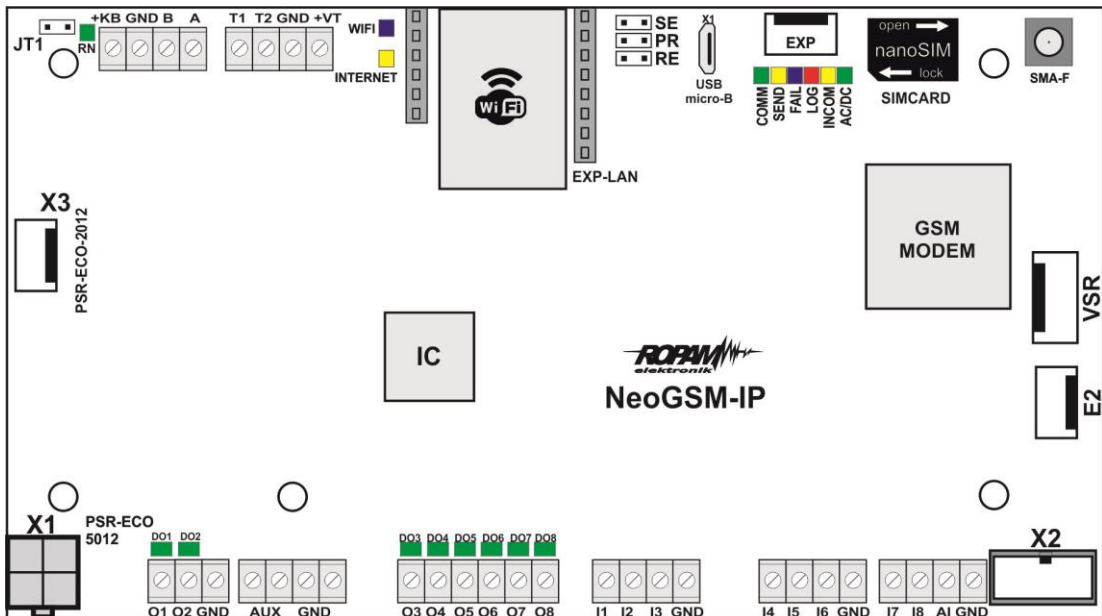 JT1
RN
+KB GND B A
T1 T2 GND +VT
WIFI
INTERNET
WiFi
EXP-LAN
SE
PR
RE
X1
USB
micro-B
EXP
COMM
SEND
FAIL
LOG
INCOM
AC/DC
open
nanoSIM
lock
SIMCARD
SMA-F
X3
PSR-ECO-2012
GSM
MODEM
VSR
IC
ROPAM
elektronik
NeoGSM-IP
E2
X1
PSR-ECO
5012
DO1 DO2
O1 O2 GND
AUX GND
DO3 DO4 DO5 DO6 DO7 DO8
O3 O4 O5 O6 O7 O8
I1 I2 I3 GND
I4 I5 I6 GND
I7 I8 AI GND
X2